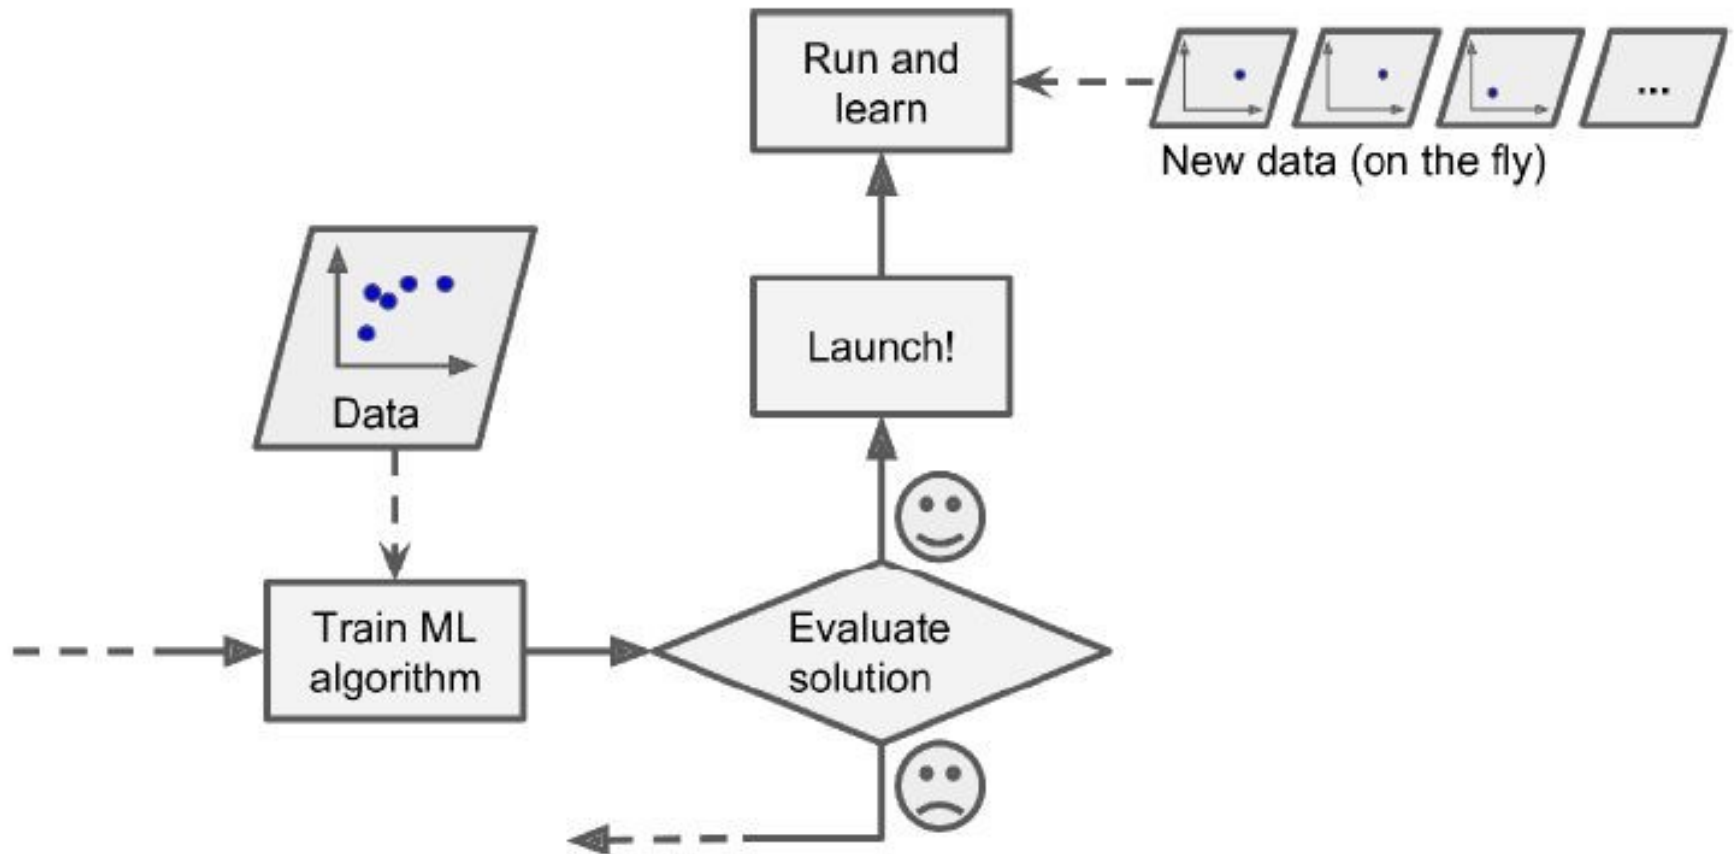 Run and
learn
...
New data (on the fly)
Launch!
Data
Train ML
algorithm
Evaluate
solution